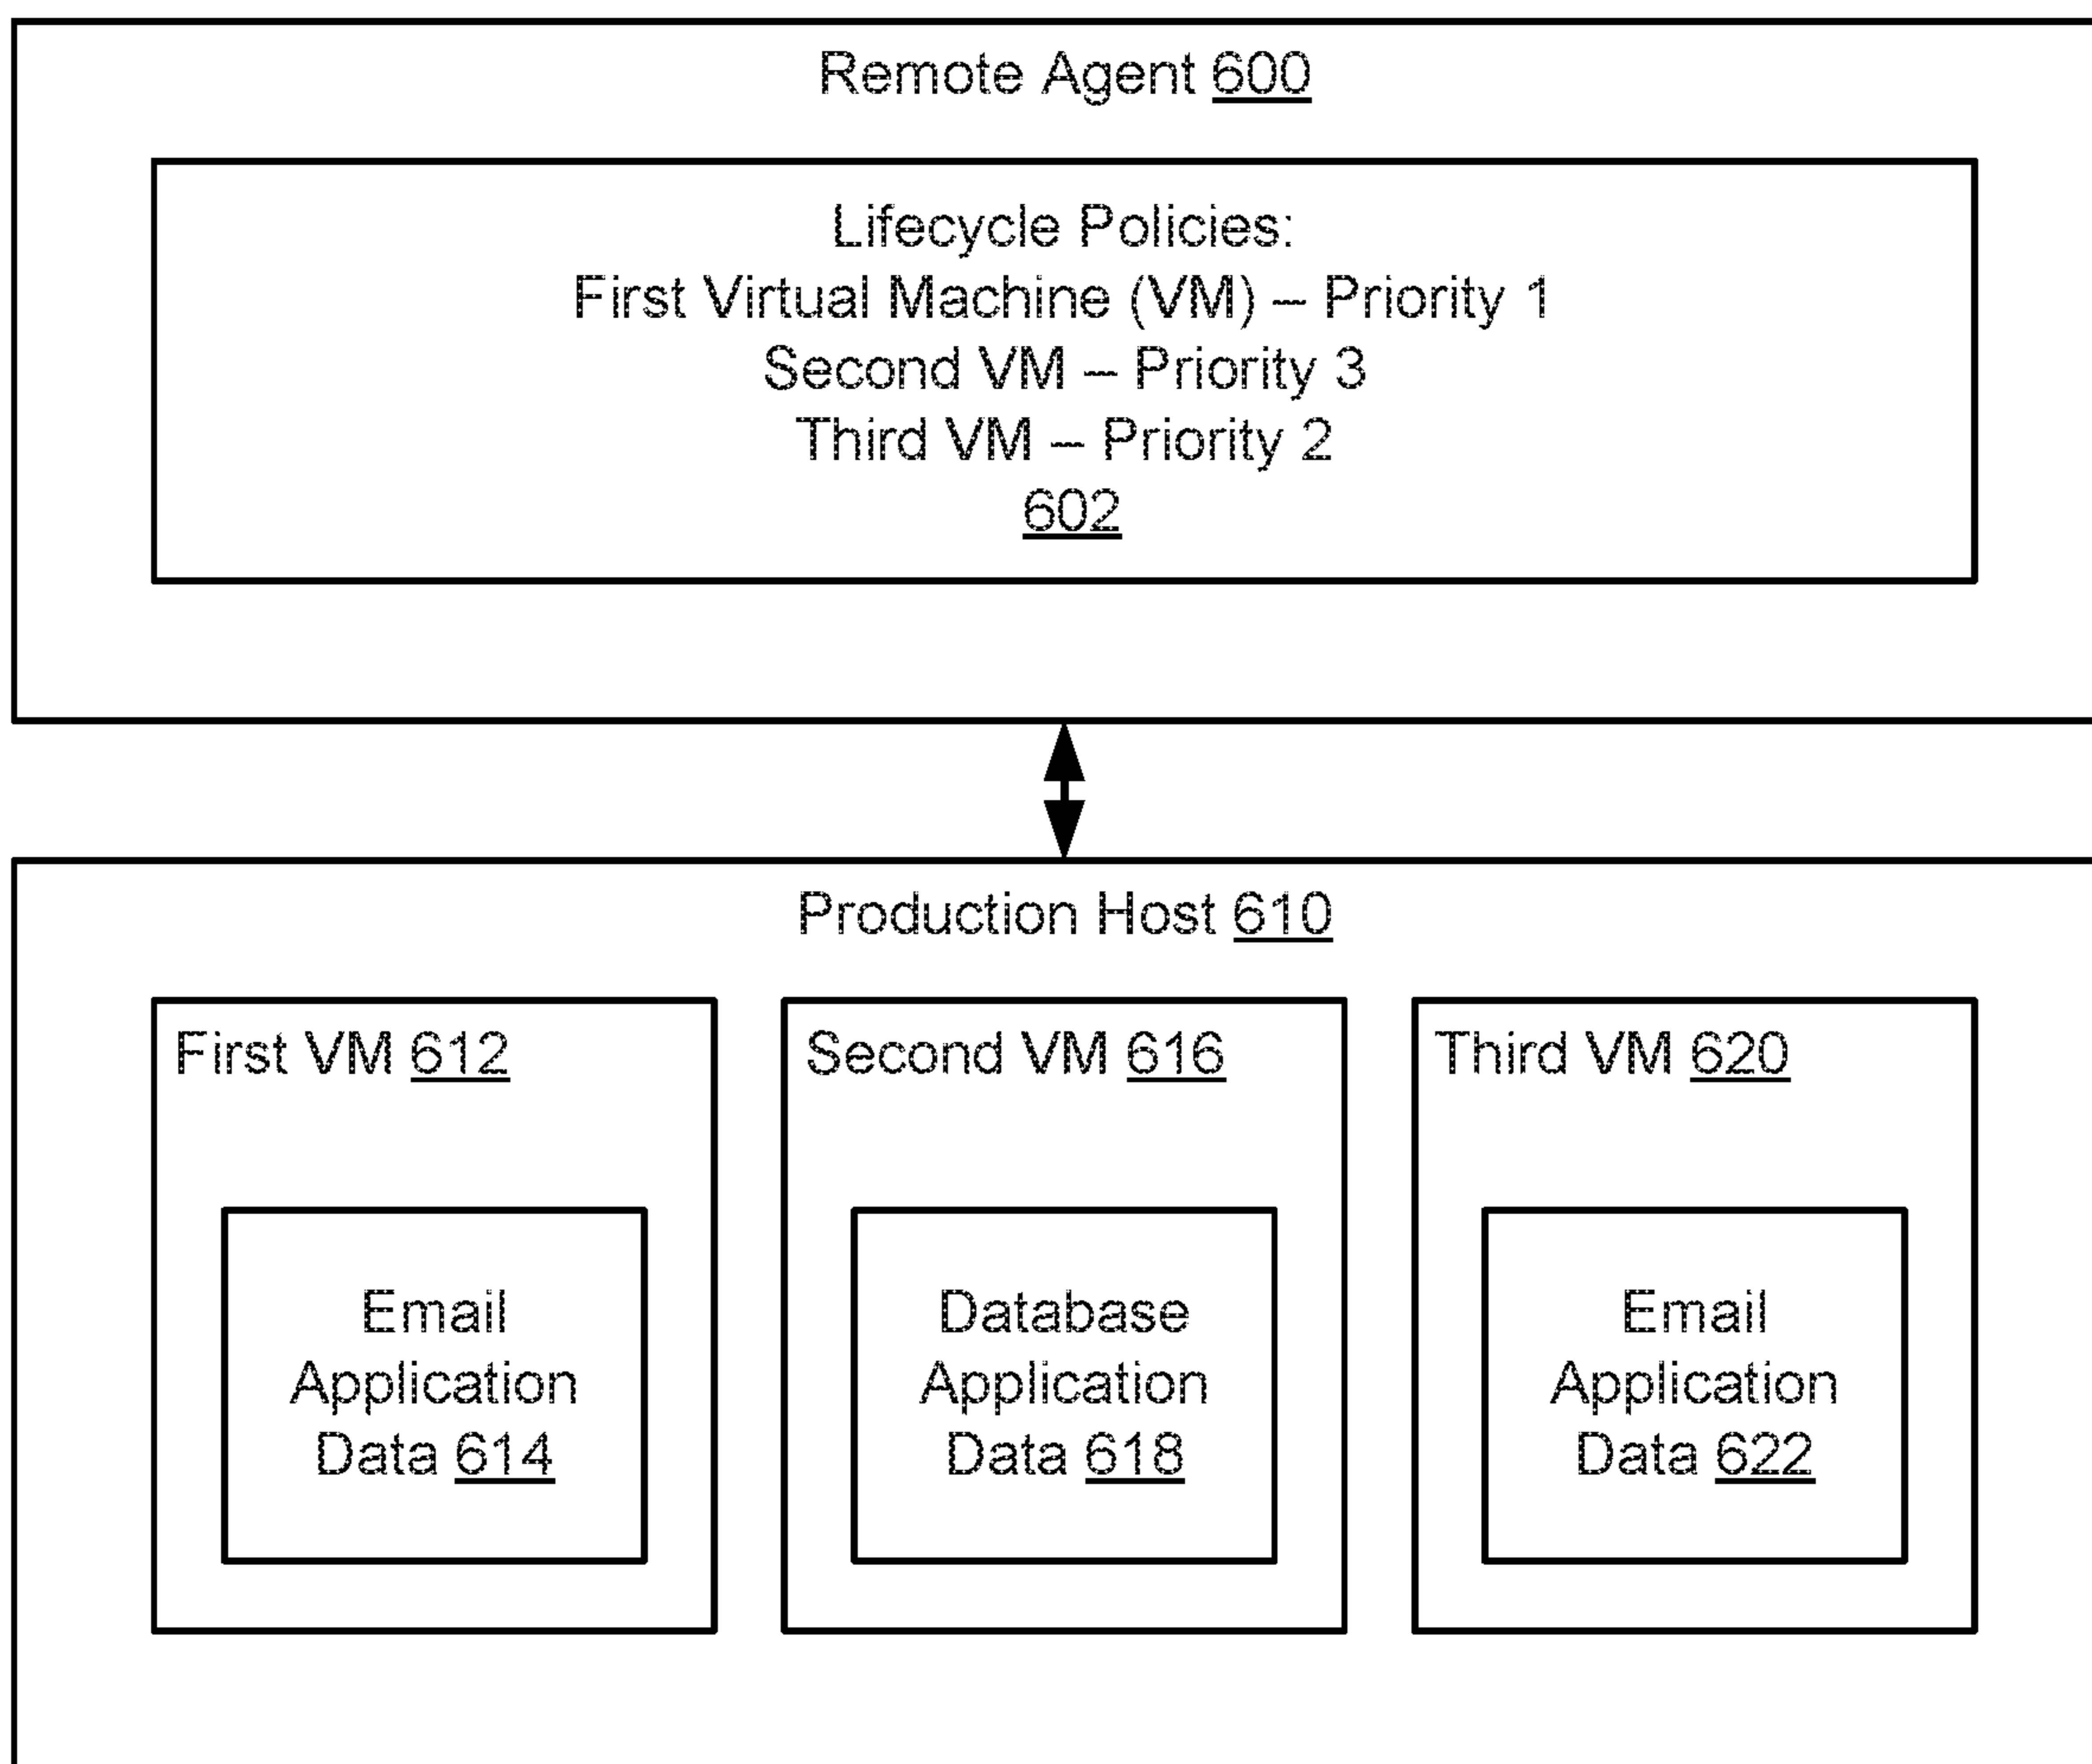 Remote Agent 600
Lifecycle Policies:
First Virtual Machine (VM) – Priority 1
Second VM – Priority 3
Third VM – Priority 2
602
Production Host 610
First VM 612
Email
Application
Data 614
Second VM 616
Database
Application
Data 618
Third VM 620
Email
Application
Data 622